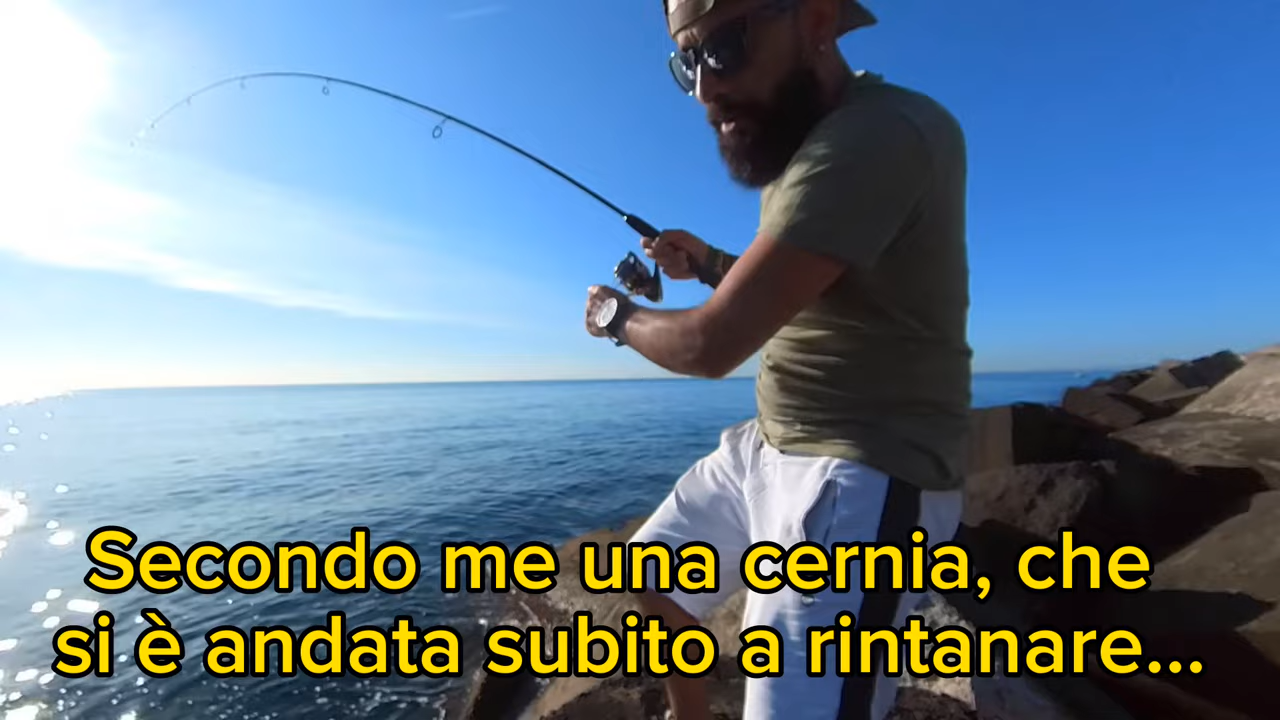 Secondo me una cernia, che
si è andata subito a rintanare...